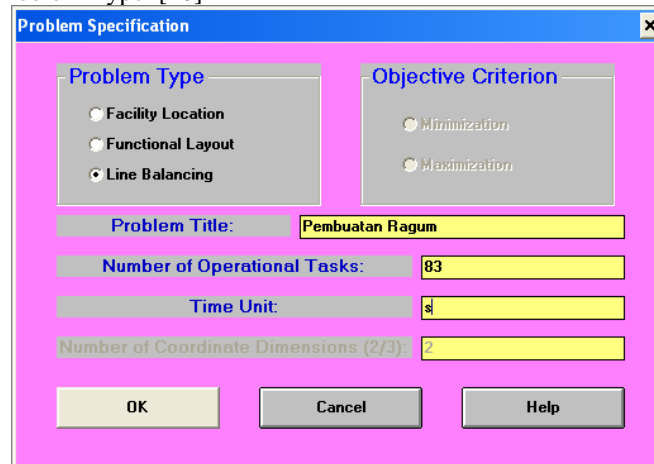 Problem Specification
Problem Type
Objective Criterion
Facility Location
Functional Layout
Line Balancing
Minimization
Maximization
Problem Title: Pembuatan Ragum
Number of Operational Tasks: 83
Time Unit: s
Number of Coordinate Dimensions (2/3): 2
OK Cancel Help